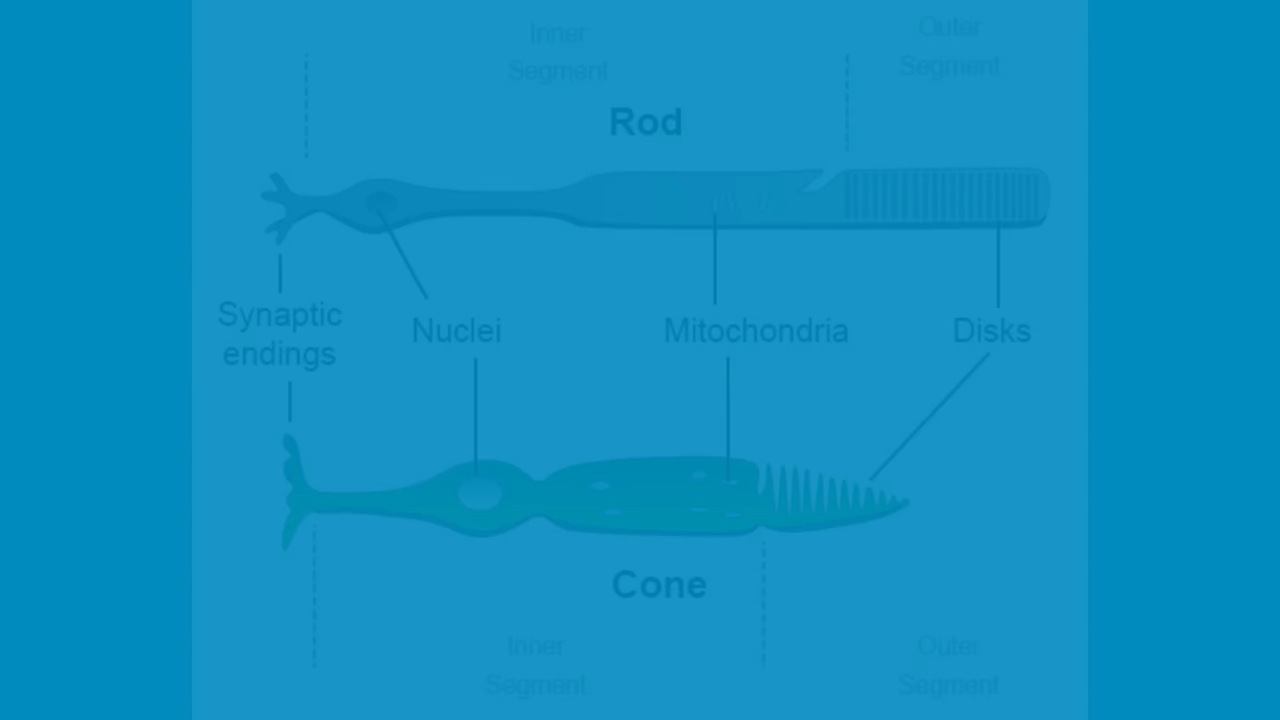 Inner
Segment
Outer
Segment
Rod
Synaptic
endings
Nuclei
Mitochondria
Disks
Cone
Inner
Segment
Outer
Segment